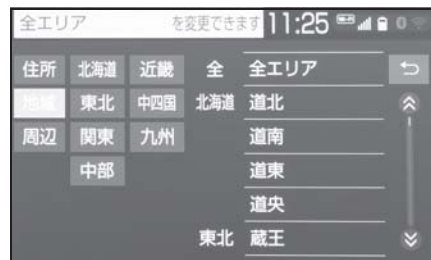 全エリア を変更できます 11:25 0
住所 北海道 近畿 全 全エリア
地域 東北 中四国 北海道 道北
周辺 関東 九州 道南
中部 道東
道央
東北 蔵王